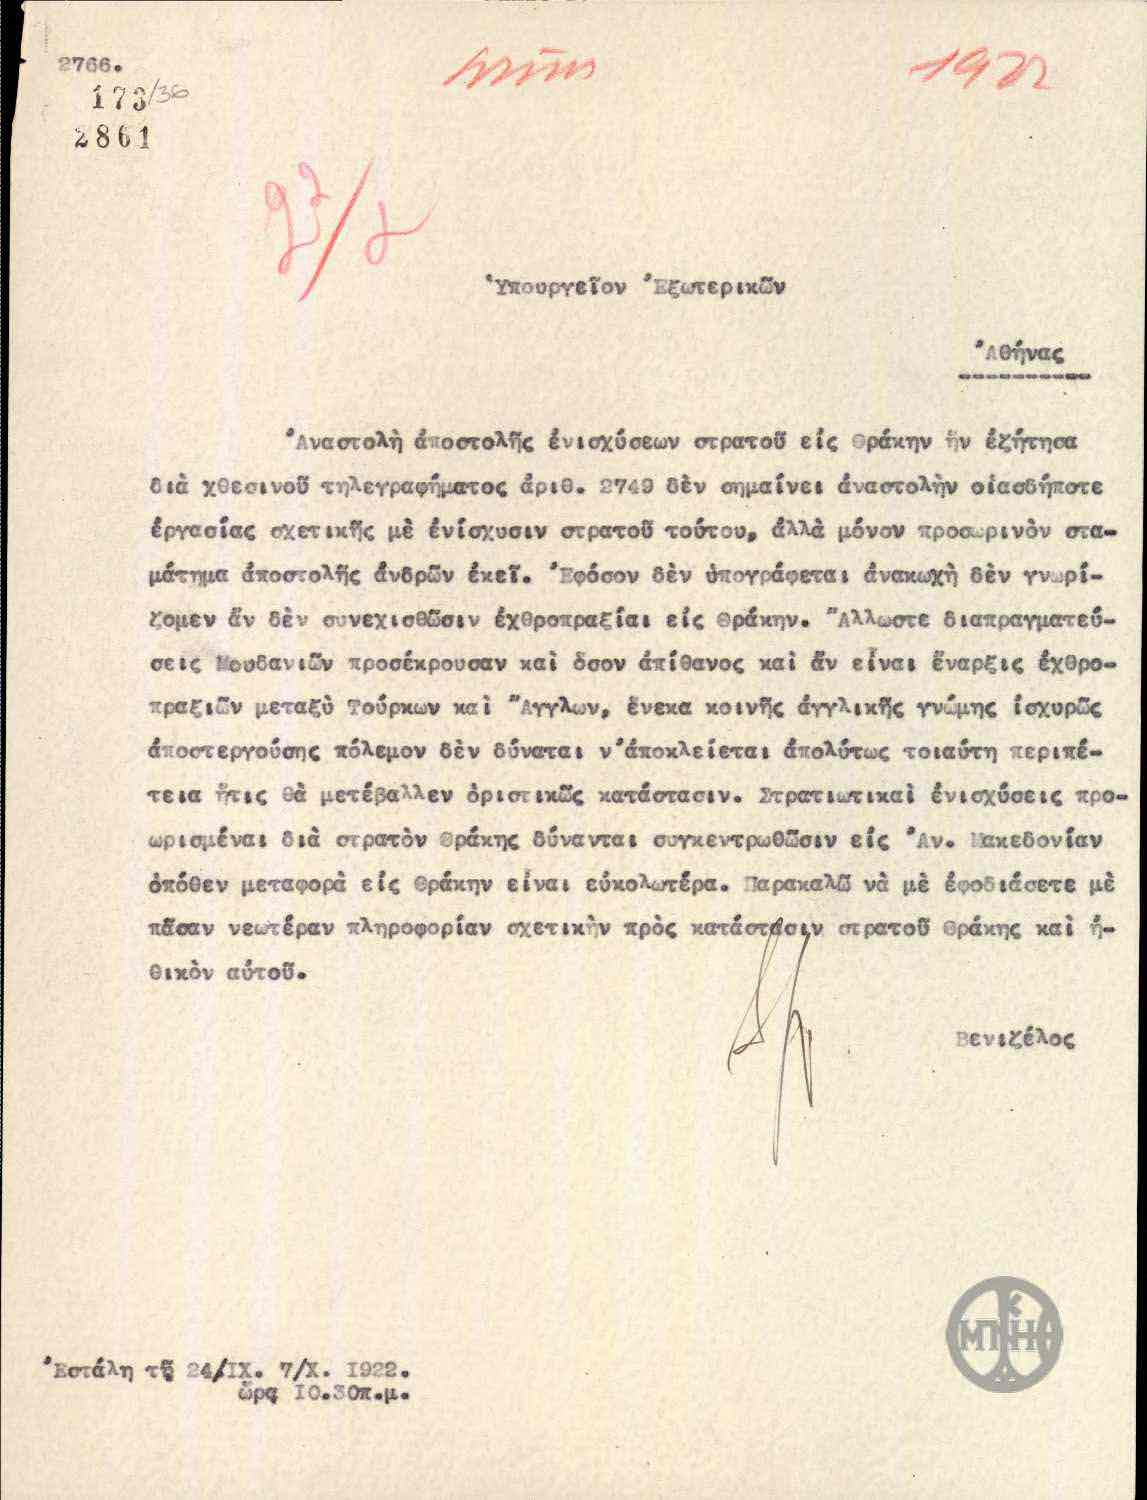 2766.
173/36
2861
1922
Ὑπουργεῖον Ἐξωτερικῶν
Ἀθήνας
Ἀναστολὴ ἀποστολῆς ἐνισχύσεων στρατοῦ εἰς Θράκην ἥν ἐζήτησα
διὰ χθεσινοῦ τηλεγραφήματος ἀριθ. 2749 δὲν σημαίνει ἀναστολὴν οἱασδήποτε
ἐργασίας σχετικῆς μὲ ἐνίσχυσιν στρατοῦ τούτου, ἀλλὰ μόνον προσωρινὸν στα-
μάτημα ἀποστολῆς ἀνδρῶν ἐκεῖ. Ἐφόσον δὲν ὑπογράφεται ἀνακωχὴ δὲν γνωρί-
ζομεν ἄν δὲν συνεχισθῶσιν ἐχθροπραξίαι εἰς Θράκην. Ἄλλωστε διαπραγματεύ-
σεις Μουδανιῶν προσέκρουσαν καὶ ὅσον ἀπίθανος καὶ ἄν εἶναι ἔναρξις ἐχθρο-
πραξιῶν μεταξὺ Τούρκων καὶ Ἄγγλων, ἕνεκα κοινῆς ἀγγλικῆς γνώμης ἰσχυρῶς
ἀποστεργούσης πόλεμον δὲν δύναται ν'ἀποκλείεται ἀπολύτως τοιαύτη περιπέ-
τεια ἥτις θὰ μετέβαλλεν ὁριστικῶς κατάστασιν. Στρατιωτικαὶ ἐνισχύσεις προ-
ωρισμέναι διὰ στρατὸν Θράκης δύνανται συγκεντρωθῶσιν εἰς Ἀν. Μακεδονίαν
ὁπόθεν μεταφορὰ εἰς Θράκην εἶναι εὐκολωτέρα. Παρακαλῶ νὰ μὲ ἐφοδιάσετε μὲ
πᾶσαν νεωτέραν πληροφορίαν σχετικὴν πρὸς κατάστασιν στρατοῦ Θράκης καὶ ἠ-
θικὸν αὐτοῦ.
Βενιζέλος
Ἐστάλη τῇ 24/IX. 7/X. 1922.
ὥρᾳ 10.30π.μ.
ΜΝΗ